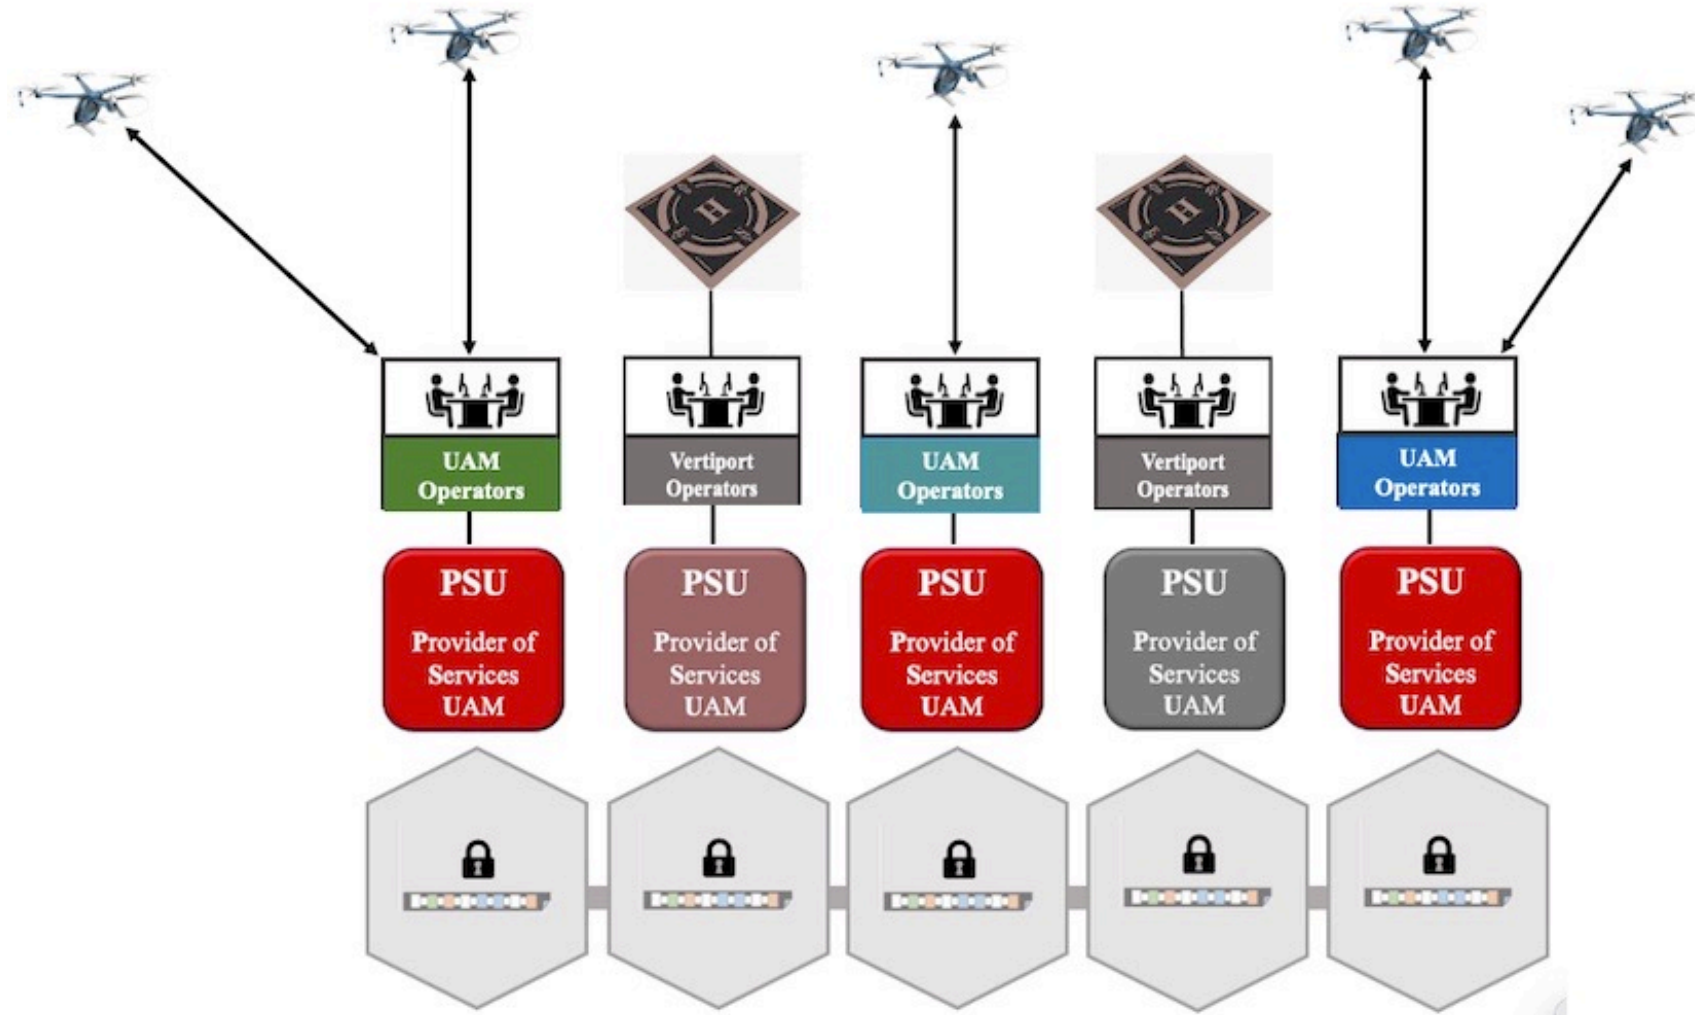 H
H
UAM
Operators
Vertiport
Operators
UAM
Operators
Vertiport
Operators
UAM
Operators
PSU
Provider of
Services
UAM
PSU
Provider of
Services
UAM
PSU
Provider of
Services
UAM
PSU
Provider of
Services
UAM
PSU
Provider of
Services
UAM